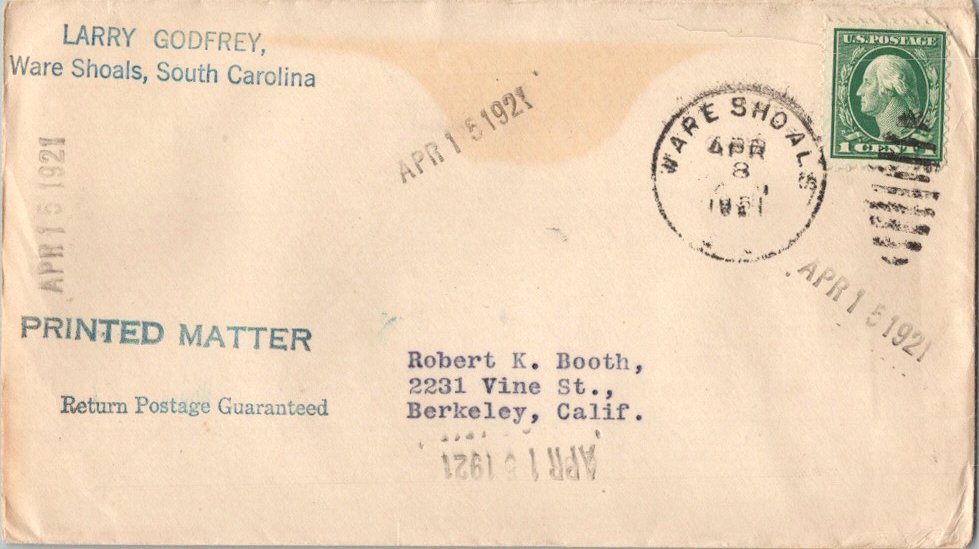 LARRY GODFREY,
Ware Shoals, South Carolina
APR 15 1921
APR 15 1921
WARE SHOALS
APR
8
1921
U.S. POSTAGE
1 CENT 1
APR 15 1921
PRINTED MATTER
Return Postage Guaranteed
Robert K. Booth,
2231 Vine St.,
Berkeley, Calif.
APR 15 1921